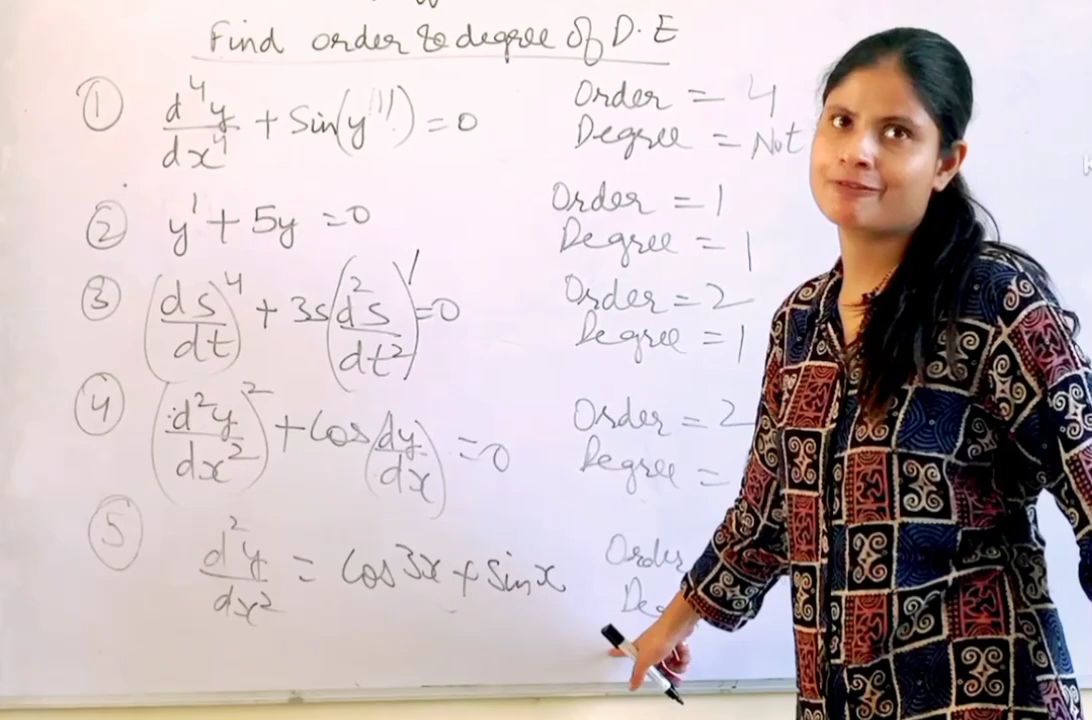 Find order & degree of D.E
① d⁴y/dx⁴ + Sin(y''') = 0
Order = 4
Degree = Not
② y' + 5y = 0
Order = 1
Degree = 1
③ (ds/dt)⁴ + 3s(d²s/dt²)' = 0
Order = 2
Degree = 1
④ (d²y/dx²)² + Cos(dy/dx) = 0
Order = 2
Degree =
⑤ d²y/dx² = Cos3x + Sinx
Order
De